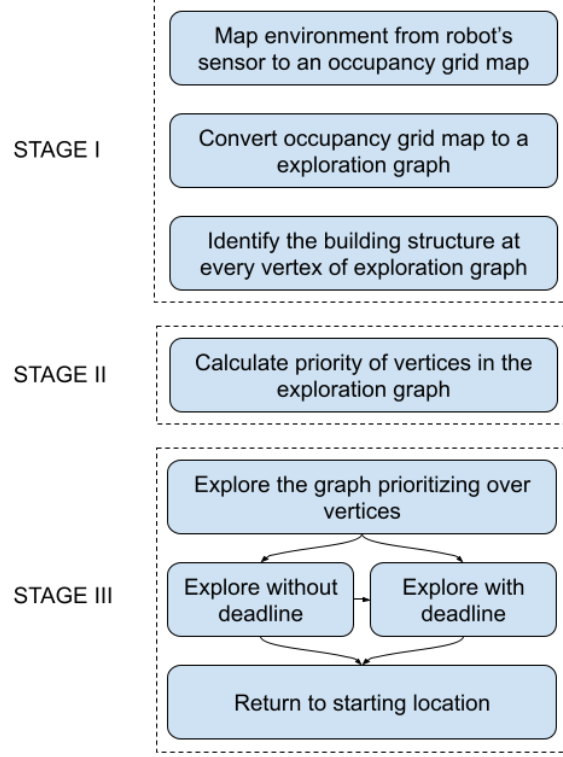 Map environment from robot's
sensor to an occupancy grid map
STAGE I
Convert occupancy grid map to a
exploration graph
Identify the building structure at
every vertex of exploration graph
STAGE II
Calculate priority of vertices in the
exploration graph
Explore the graph prioritizing over
vertices
STAGE III
Explore without
deadline
Explore with
deadline
Return to starting location